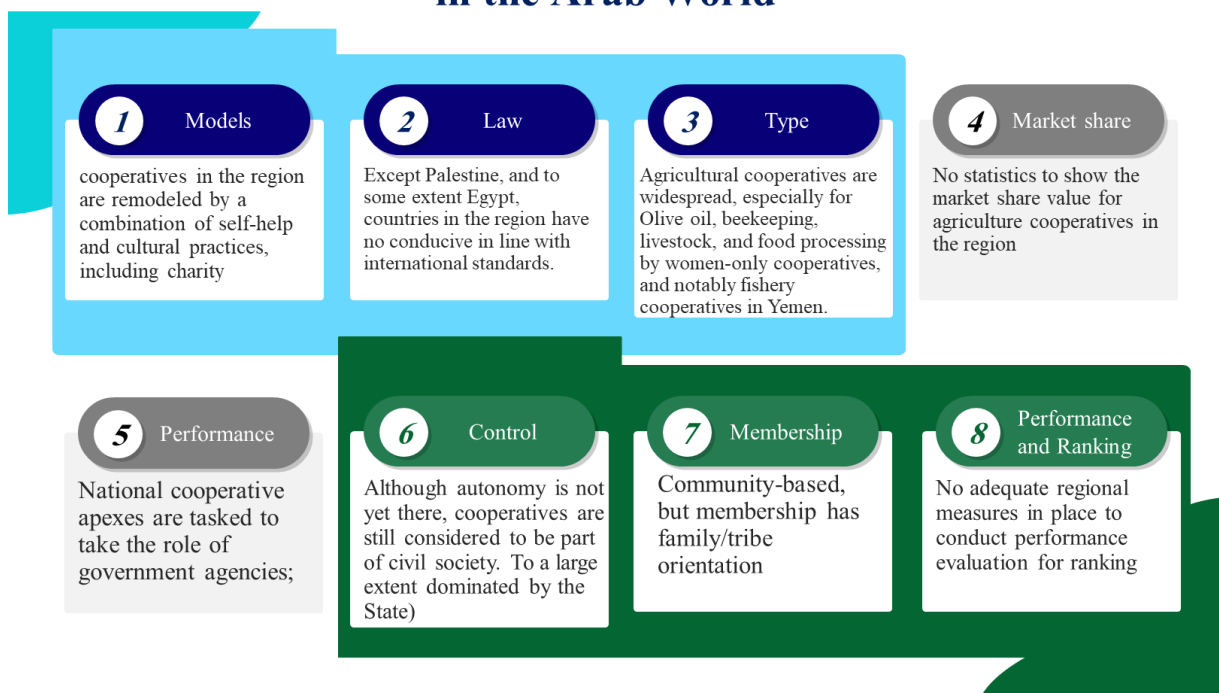 in the Arab World
1 Models
cooperatives in the region
are remodeled by a
combination of self-help
and cultural practices,
including charity
2 Law
Except Palestine, and to
some extent Egypt,
countries in the region have
no conducive in line with
international standards.
3 Type
Agricultural cooperatives are
widespread, especially for
Olive oil, beekeeping,
livestock, and food processing
by women-only cooperatives,
and notably fishery
cooperatives in Yemen.
4 Market share
No statistics to show the
market share value for
agriculture cooperatives in
the region
5 Performance
National cooperative
apexes are tasked to
take the role of
government agencies;
6 Control
Although autonomy is not
yet there, cooperatives are
still considered to be part
of civil society. To a large
extent dominated by the
State)
7 Membership
Community-based,
but membership has
family/tribe
orientation
8 Performance
and Ranking
No adequate regional
measures in place to
conduct performance
evaluation for ranking